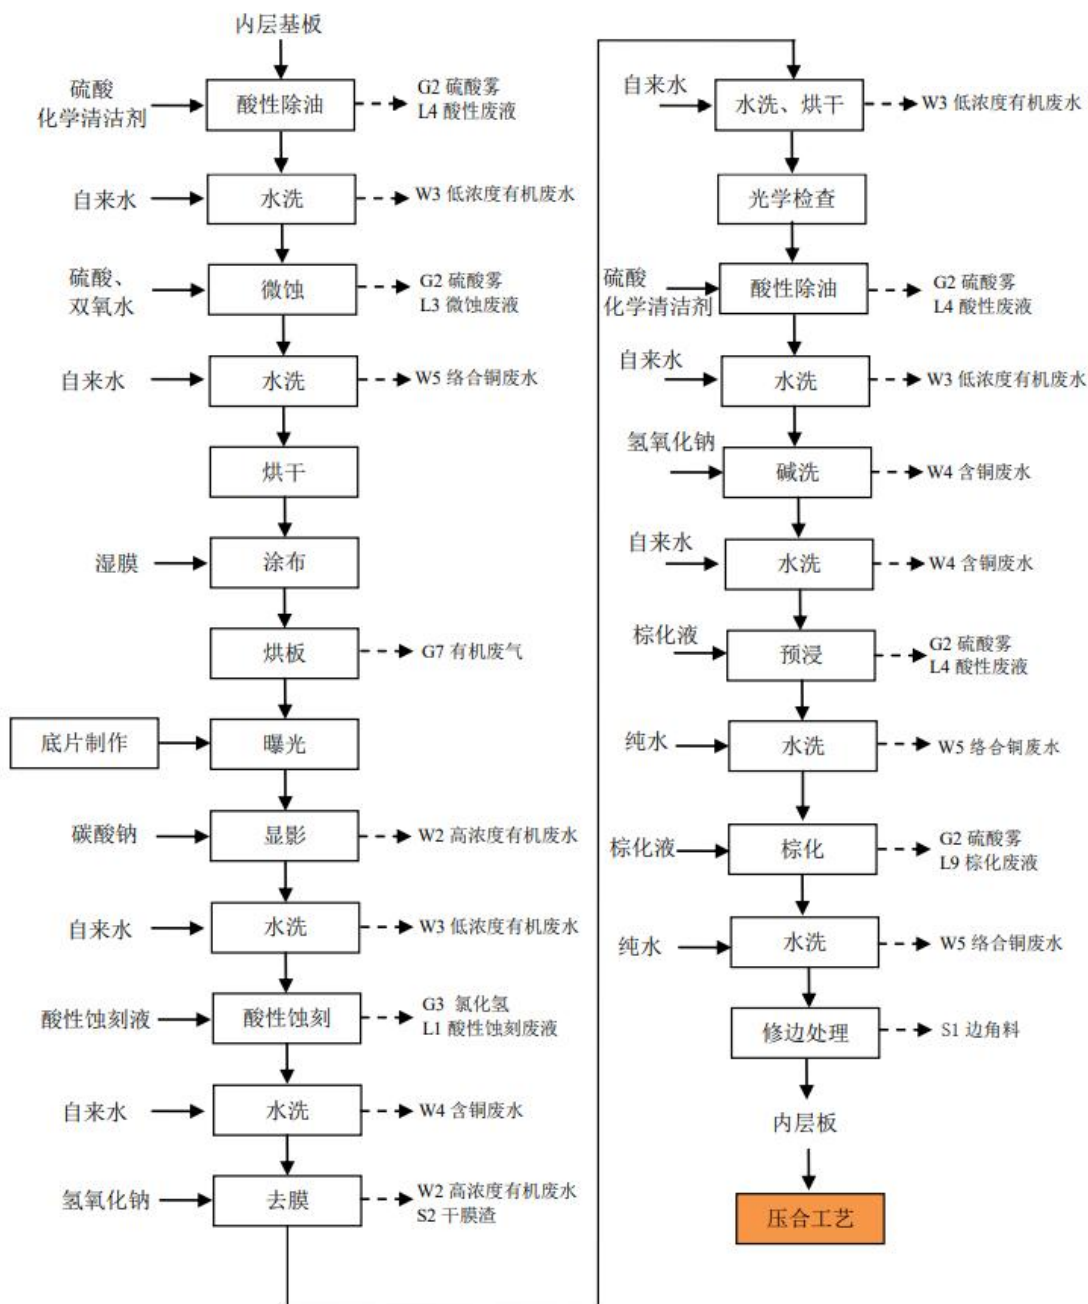 内层基板
硫酸
化学清洁剂
酸性除油
G2 硫酸雾
L4 酸性废液
自来水
水洗
W3 低浓度有机废水
硫酸、
双氧水
微蚀
G2 硫酸雾
L3 微蚀废液
自来水
水洗
W5 络合铜废水
烘干
湿膜
涂布
烘板
G7 有机废气
底片制作
曝光
碳酸钠
显影
W2 高浓度有机废水
自来水
水洗
W3 低浓度有机废水
酸性蚀刻液
酸性蚀刻
G3 氯化氢
L1 酸性蚀刻废液
自来水
水洗
W4 含铜废水
氢氧化钠
去膜
W2 高浓度有机废水
S2 干膜渣
自来水
水洗、烘干
W3 低浓度有机废水
光学检查
硫酸
化学清洁剂
酸性除油
G2 硫酸雾
L4 酸性废液
自来水
水洗
W3 低浓度有机废水
氢氧化钠
碱洗
W4 含铜废水
自来水
水洗
W4 含铜废水
棕化液
预浸
G2 硫酸雾
L4 酸性废液
纯水
水洗
W5 络合铜废水
棕化液
棕化
G2 硫酸雾
L9 棕化废液
纯水
水洗
W5 络合铜废水
修边处理
S1 边角料
内层板
压合工艺